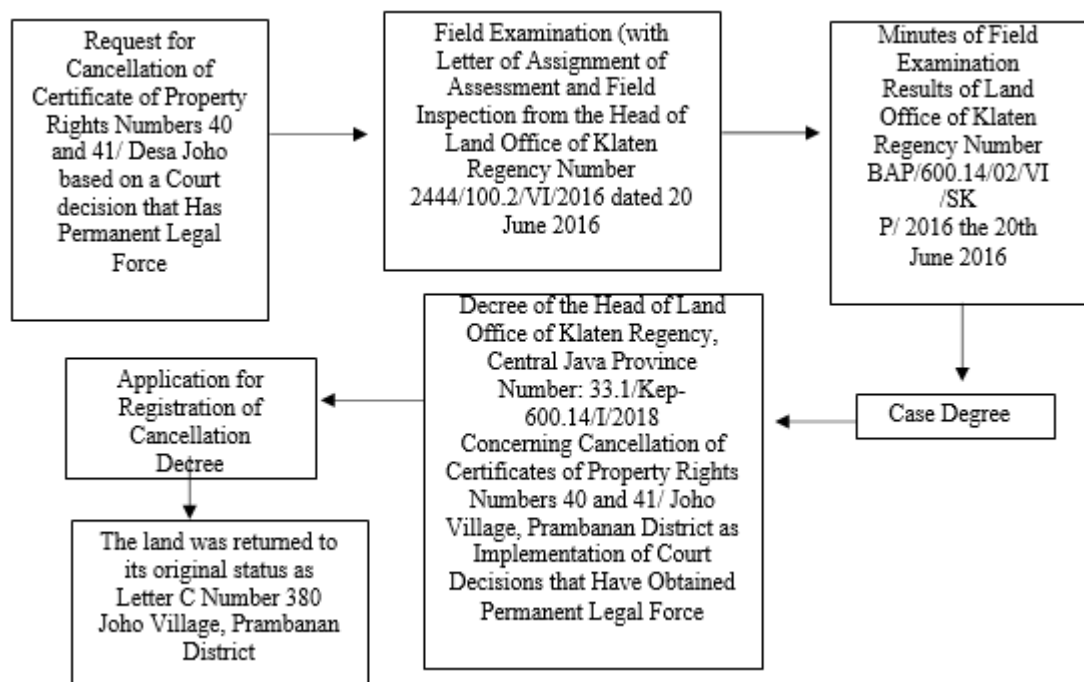 Request for
Cancellation of
Certificate of Property
Rights Numbers 40
and 41/ Desa Joho
based on a Court
decision that Has
Permanent Legal
Force
Field Examination (with
Letter of Assignment of
Assessment and Field
Inspection from the Head of
Land Office of Klaten
Regency Number
2444/100.2/VI/2016 dated 20
June 2016
Minutes of Field
Examination
Results of Land
Office of Klaten
Regency Number
BAP/600.14/02/VI
/SK
P/ 2016 the 20th
June 2016
Case Degree
Decree of the Head of Land
Office of Klaten Regency,
Central Java Province
Number: 33.1/Kep-
600.14/I/2018
Concerning Cancellation of
Certificates of Property Rights
Numbers 40 and 41/ Joho
Village, Prambanan District as
Implementation of Court
Decisions that Have Obtained
Permanent Legal Force
Application for
Registration of
Cancellation
Decree
The land was returned to
its original status as
Letter C Number 380
Joho Village, Prambanan
District